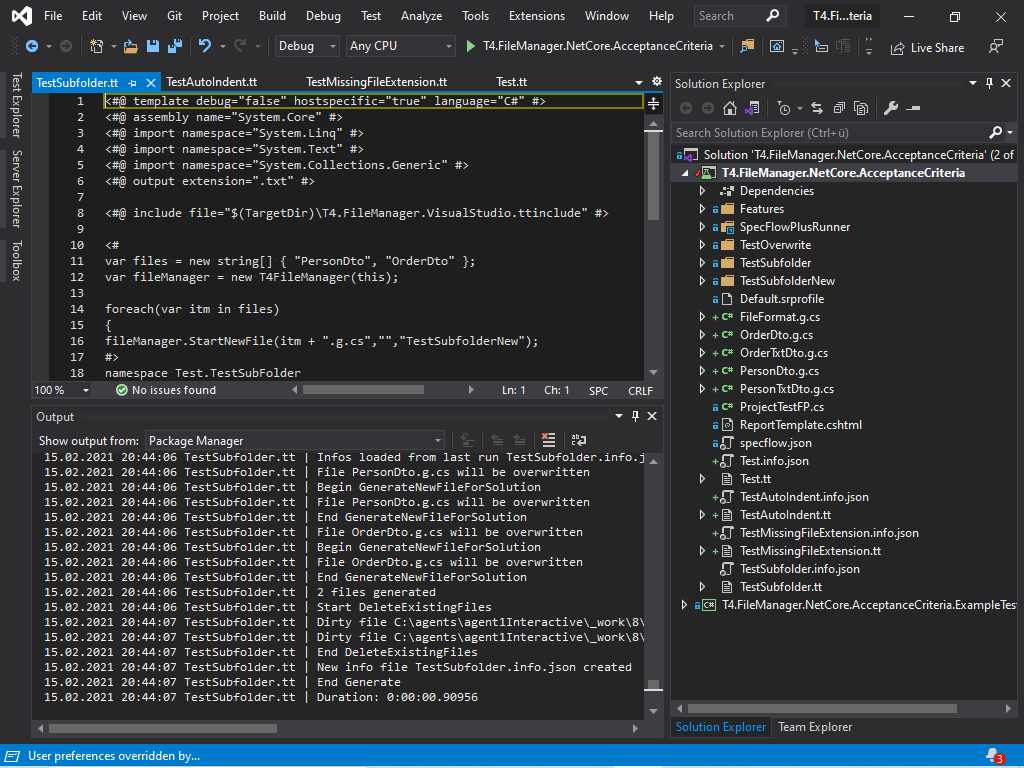 File Edit View Git Project Build Debug Test Analyze Tools Extensions Window Help Search T4.Fi...teria
Debug Any CPU T4.FileManager.NetCore.AcceptanceCriteria Live Share
Test Explorer
Server Explorer
Toolbox
TestSubfolder.tt TestAutoIndent.tt TestMissingFileExtension.tt Test.tt
1 <#@ template debug="false" hostspecific="true" language="C#" #>
2 <#@ assembly name="System.Core" #>
3 <#@ import namespace="System.Linq" #>
4 <#@ import namespace="System.Text" #>
5 <#@ import namespace="System.Collections.Generic" #>
6 <#@ output extension=".txt" #>
7
8 <#@ include file="$(TargetDir)\T4.FileManager.VisualStudio.ttinclude" #>
9
10 <#
11 var files = new string[] { "PersonDto", "OrderDto" };
12 var fileManager = new T4FileManager(this);
13
14 foreach(var itm in files)
15 {
16 fileManager.StartNewFile(itm + ".g.cs","","TestSubfolderNew");
17 #>
18 namespace Test.TestSubFolder
100 % No issues found Ln: 1 Ch: 1 SPC CRLF
Output
Show output from: Package Manager
15.02.2021 20:44:06 TestSubfolder.tt | Infos loaded from last run TestSubfolder.info.j
15.02.2021 20:44:06 TestSubfolder.tt | File PersonDto.g.cs will be overwritten
15.02.2021 20:44:06 TestSubfolder.tt | Begin GenerateNewFileForSolution
15.02.2021 20:44:06 TestSubfolder.tt | File PersonDto.g.cs will be overwritten
15.02.2021 20:44:06 TestSubfolder.tt | End GenerateNewFileForSolution
15.02.2021 20:44:06 TestSubfolder.tt | File OrderDto.g.cs will be overwritten
15.02.2021 20:44:06 TestSubfolder.tt | Begin GenerateNewFileForSolution
15.02.2021 20:44:06 TestSubfolder.tt | File OrderDto.g.cs will be overwritten
15.02.2021 20:44:06 TestSubfolder.tt | End GenerateNewFileForSolution
15.02.2021 20:44:06 TestSubfolder.tt | 2 files generated
15.02.2021 20:44:06 TestSubfolder.tt | Start DeleteExistingFiles
15.02.2021 20:44:07 TestSubfolder.tt | Dirty file C:\agents\agent1Interactive\_work\8\
15.02.2021 20:44:07 TestSubfolder.tt | Dirty file C:\agents\agent1Interactive\_work\8\
15.02.2021 20:44:07 TestSubfolder.tt | End DeleteExistingFiles
15.02.2021 20:44:07 TestSubfolder.tt | New info file TestSubfolder.info.json created
15.02.2021 20:44:07 TestSubfolder.tt | End Generate
15.02.2021 20:44:07 TestSubfolder.tt | Duration: 0:00:00.90956
Solution Explorer
Search Solution Explorer (Ctrl+ü)
Solution 'T4.FileManager.NetCore.AcceptanceCriteria' (2 of
T4.FileManager.NetCore.AcceptanceCriteria
Dependencies
Features
SpecFlowPlusRunner
TestOverwrite
TestSubfolder
TestSubfolderNew
Default.srprofile
C# FileFormat.g.cs
C# OrderDto.g.cs
C# OrderTxtDto.g.cs
C# PersonDto.g.cs
C# PersonTxtDto.g.cs
C# ProjectTestFP.cs
ReportTemplate.cshtml
specflow.json
Test.info.json
Test.tt
TestAutoIndent.info.json
TestAutoIndent.tt
TestMissingFileExtension.info.json
TestMissingFileExtension.tt
TestSubfolder.info.json
TestSubfolder.tt
C# T4.FileManager.NetCore.AcceptanceCriteria.ExampleTest
Solution Explorer Team Explorer
User preferences overridden by... 3